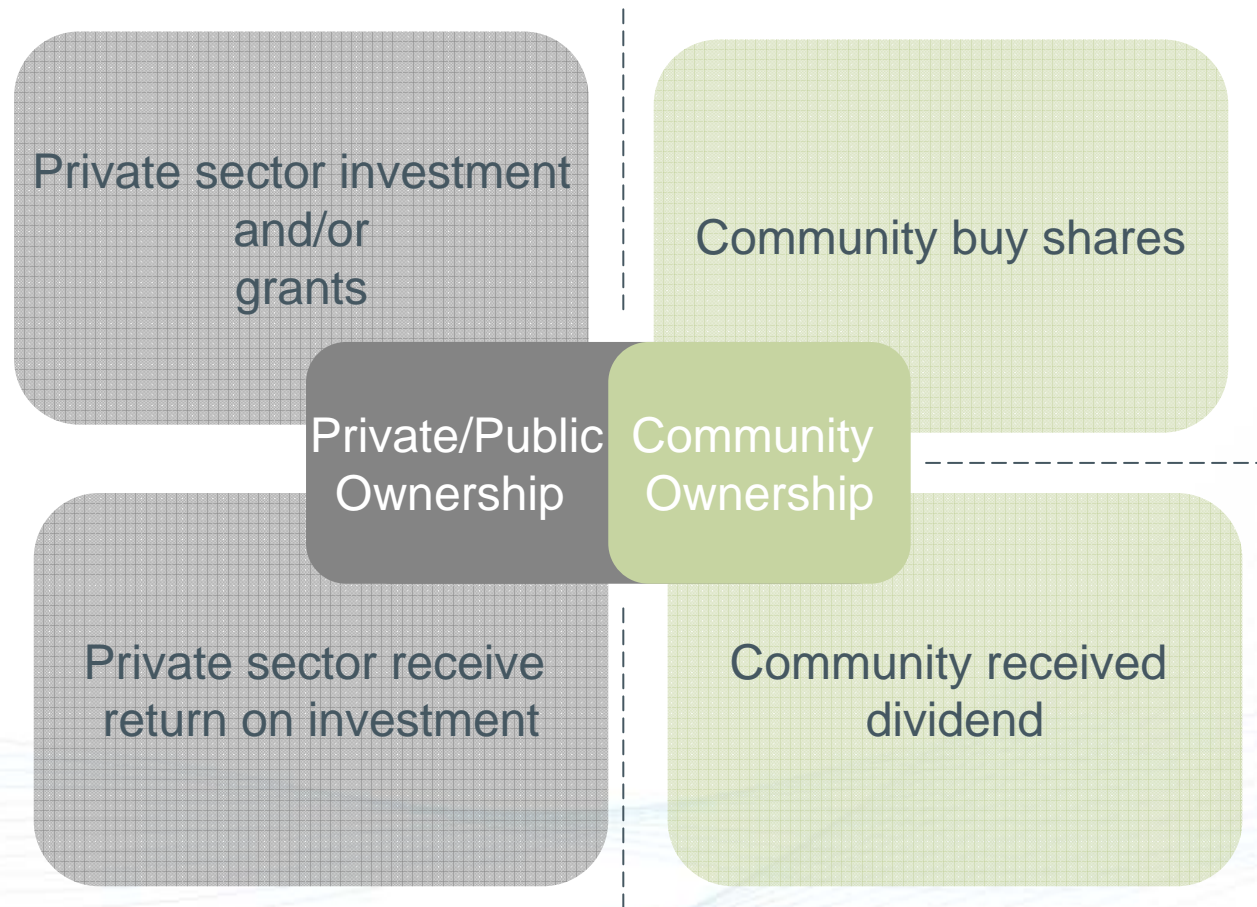 Private sector investment
and/or
grants
Community buy shares
Private/Public
Ownership
Community
Ownership
Private sector receive
return on investment
Community received
dividend